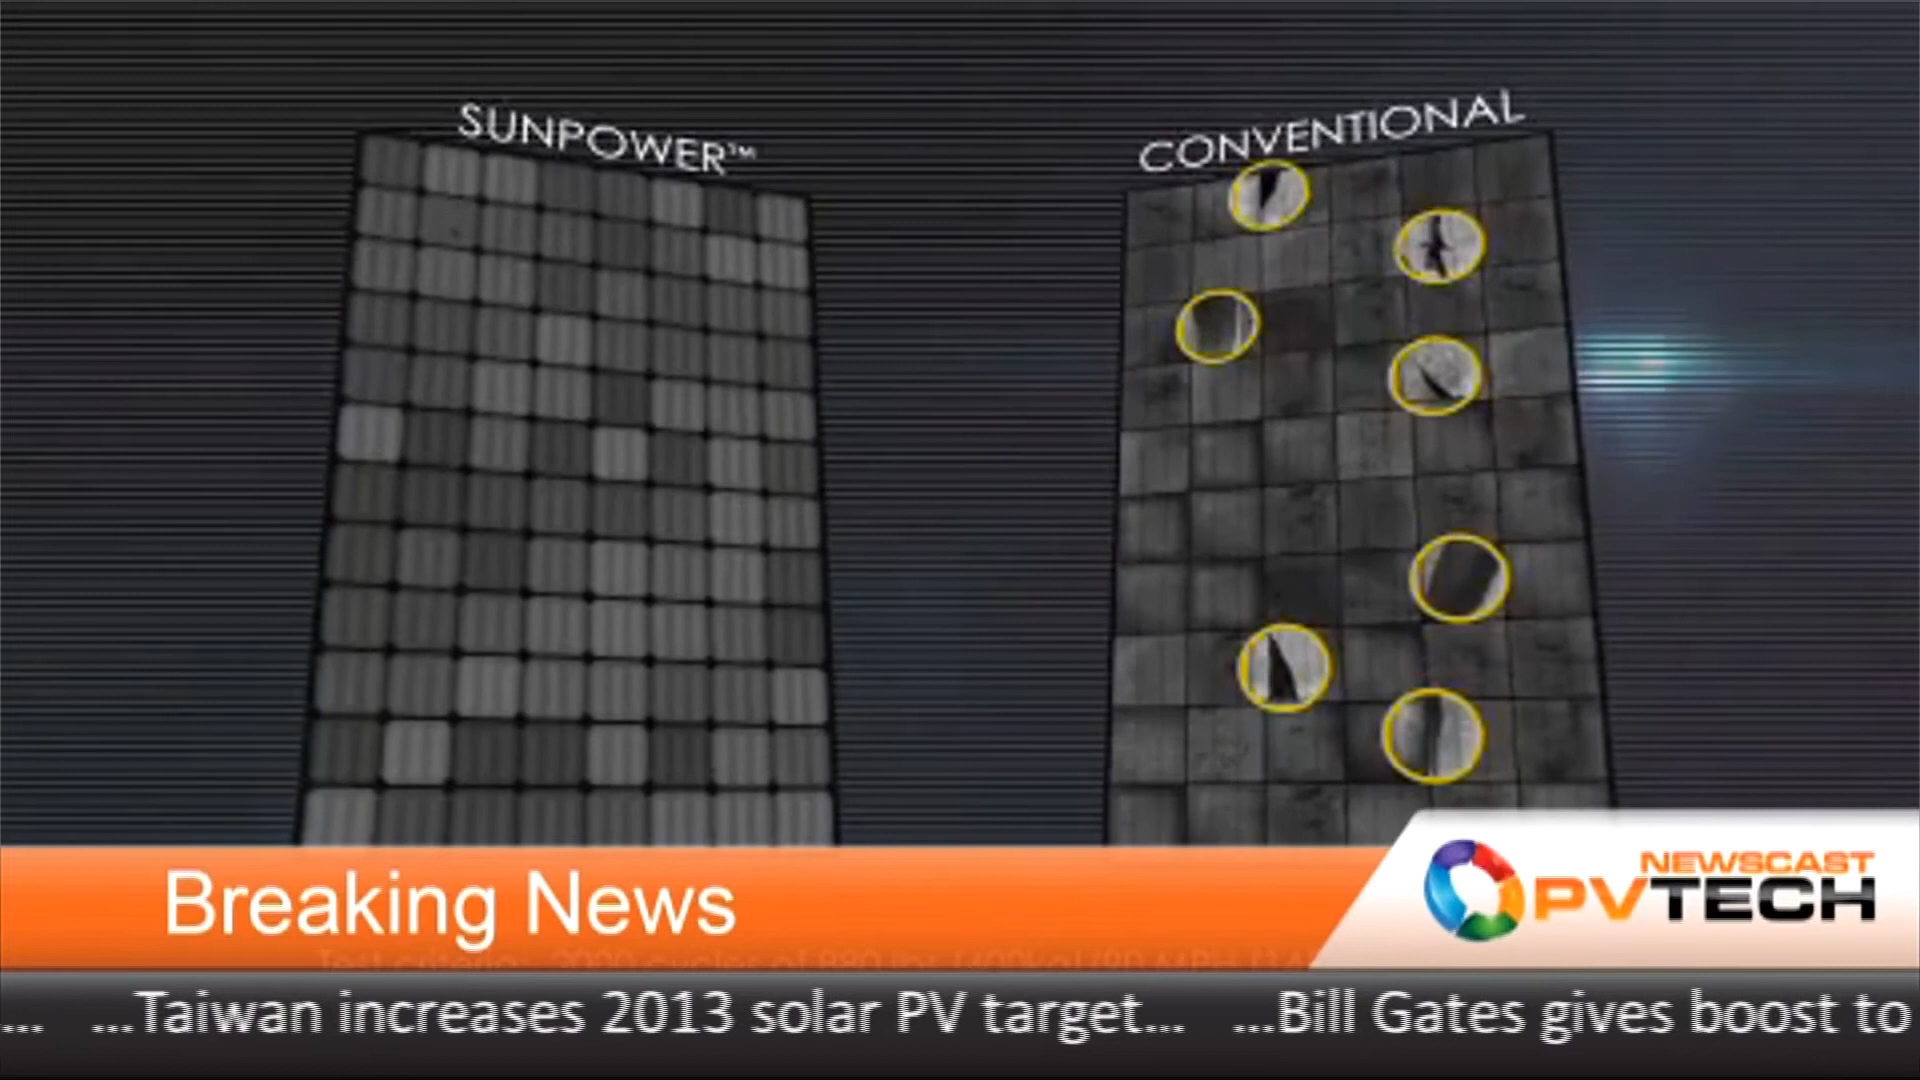 SUNPOWER™
CONVENTIONAL
Breaking News
NEWSCAST
PVTECH
... ...Taiwan increases 2013 solar PV target... ...Bill Gates gives boost to